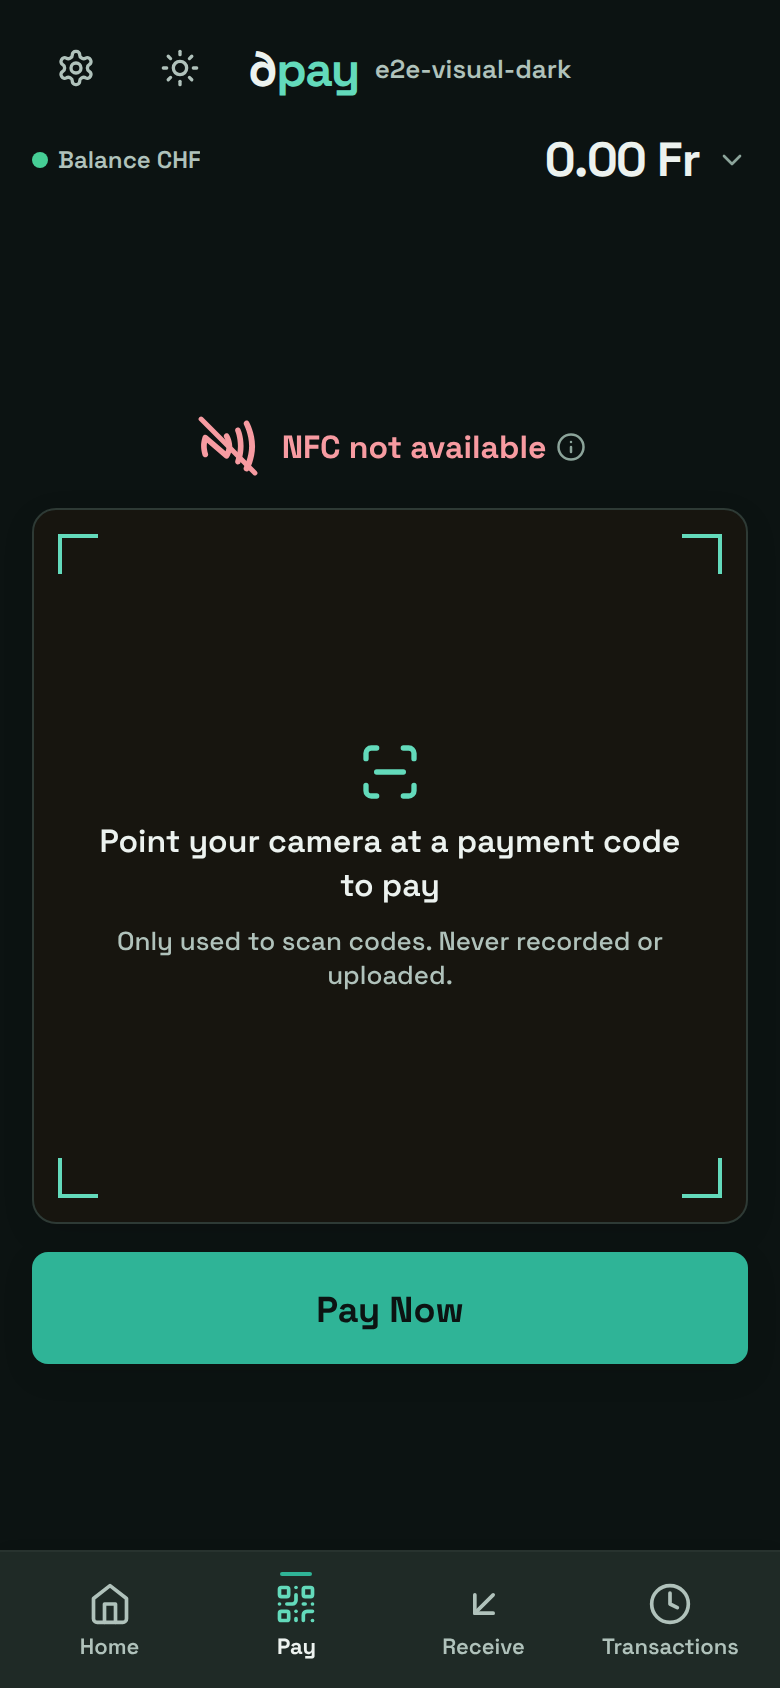 ∂pay e2e-visual-dark
Balance CHF 0.00 Fr
NFC not available
Point your camera at a payment code
to pay
Only used to scan codes. Never recorded or
uploaded.
Pay Now
Home Pay Receive Transactions